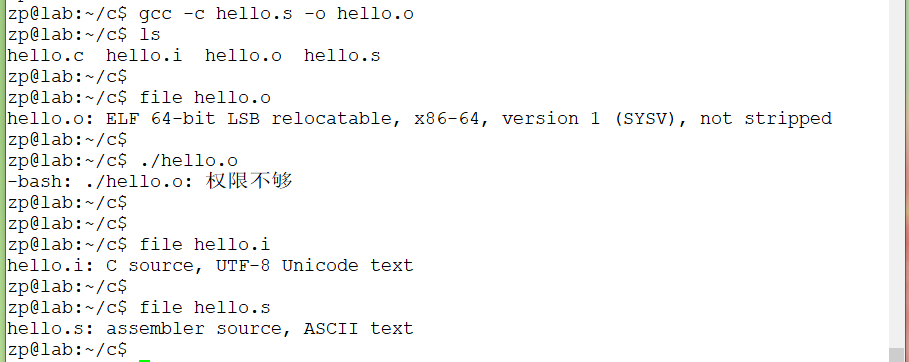 zp@lab:~/c$ gcc -c hello.s -o hello.o
zp@lab:~/c$ ls
hello.c  hello.i  hello.o  hello.s
zp@lab:~/c$
zp@lab:~/c$ file hello.o
hello.o: ELF 64-bit LSB relocatable, x86-64, version 1 (SYSV), not stripped
zp@lab:~/c$
zp@lab:~/c$ ./hello.o
-bash: ./hello.o: 权限不够
zp@lab:~/c$
zp@lab:~/c$
zp@lab:~/c$ file hello.i
hello.i: C source, UTF-8 Unicode text
zp@lab:~/c$
zp@lab:~/c$ file hello.s
hello.s: assembler source, ASCII text
zp@lab:~/c$